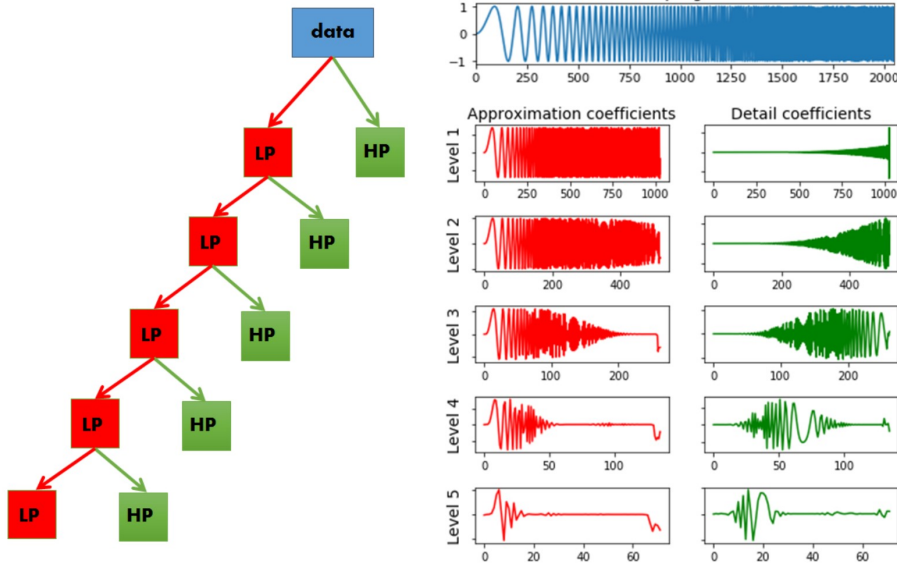 data
LP HP
LP HP
LP HP
LP HP
LP HP
1
0
−1
0 250 500 750 1000 1250 1500 1750 2000
Approximation coefficients Detail coefficients
Level 1
0 250 500 750 1000 0 250 500 750 1000
Level 2
0 200 400 0 200 400
Level 3
0 100 200 0 100 200
Level 4
0 50 100 0 50 100
Level 5
0 20 40 60 0 20 40 60